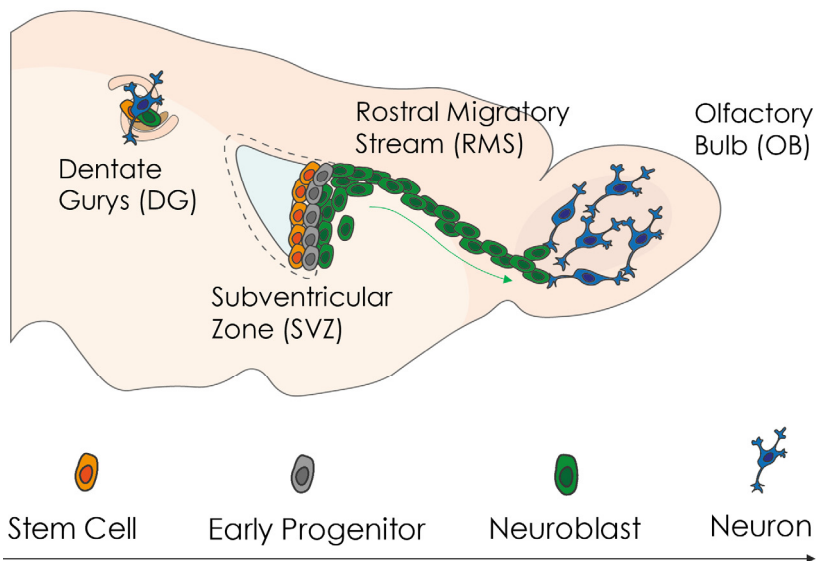 Rostral Migratory
Stream (RMS)
Olfactory
Bulb (OB)
Dentate
Gurys (DG)
Subventricular
Zone (SVZ)
Stem Cell
Early Progenitor
Neuroblast
Neuron